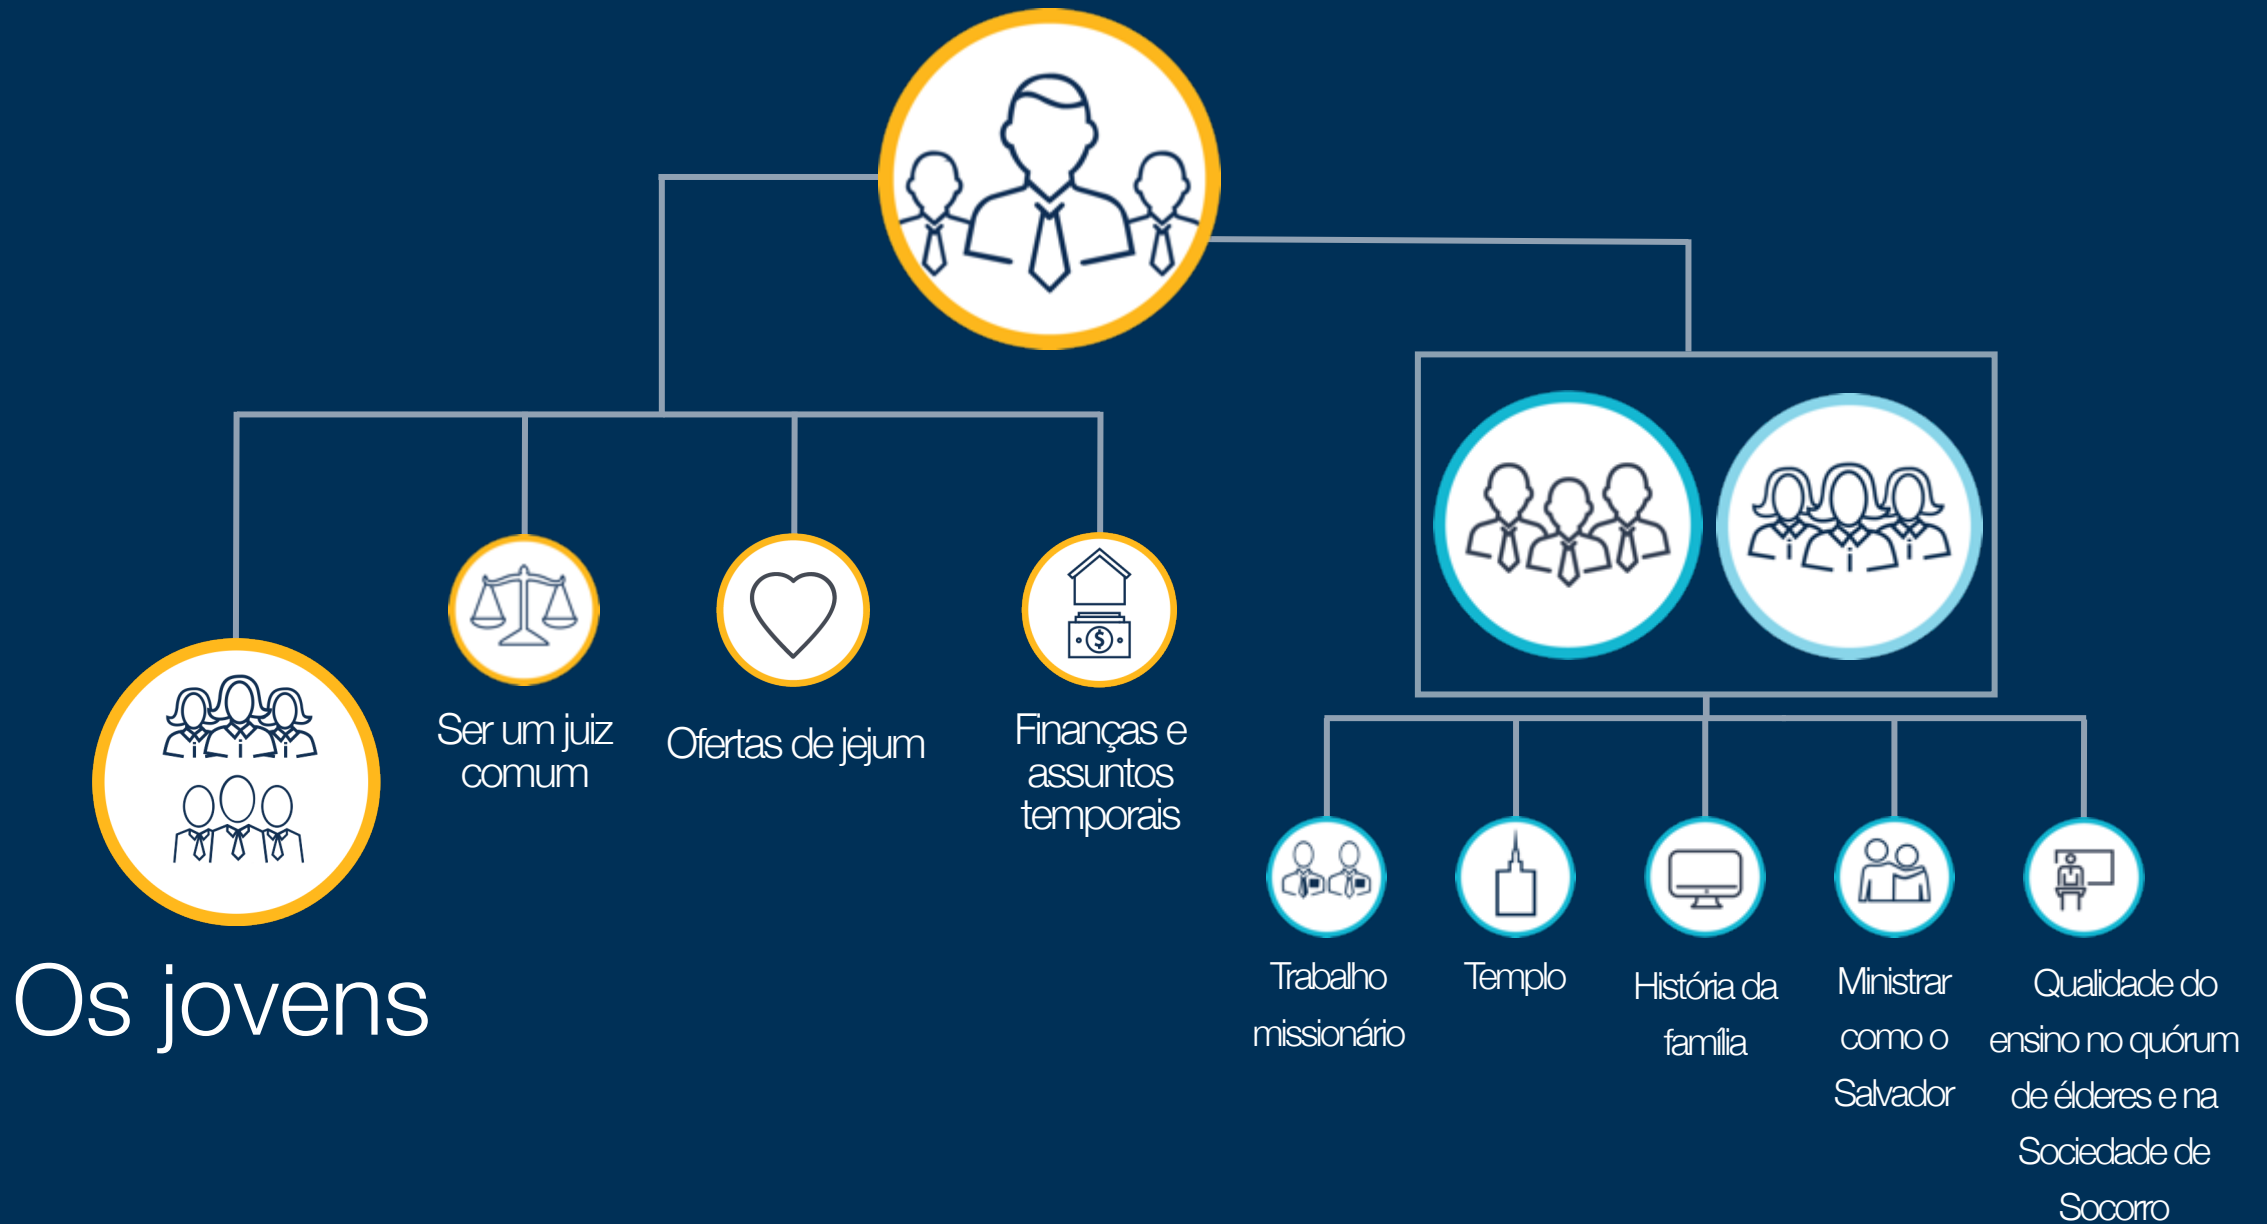 Os jovens
Ser um juiz
comum
Ofertas de jejum
Finanças e
assuntos
temporais
$
Trabalho
missionário
Templo
História da
família
Ministrar
como o
Salvador
Qualidade do
ensino no quórum
de élderes e na
Sociedade de
Socorro